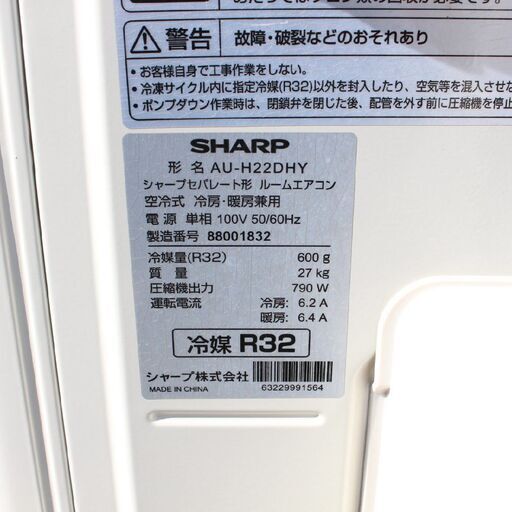 ⚠警告 故障・破裂などのおそれあり
・お客様自身で工事作業をしない。
・冷凍サイクル内に指定冷媒(R32)以外を封入したり、空気等を混入させな
・ポンプダウン作業時は、閉鎖弁を閉じた後、配管を外す前に圧縮機を停止
SHARP
形名 AU-H22DHY
シャープセパレート形 ルームエアコン
空冷式 冷房・暖房兼用
電源 単相 100V 50/60Hz
製造番号 88001832
冷媒量(R32) 600 g
質量 27 kg
圧縮機出力 790 W
運転電流 冷房: 6.2 A
暖房: 6.4 A
冷媒 R32
シャープ株式会社
MADE IN CHINA
63229991564